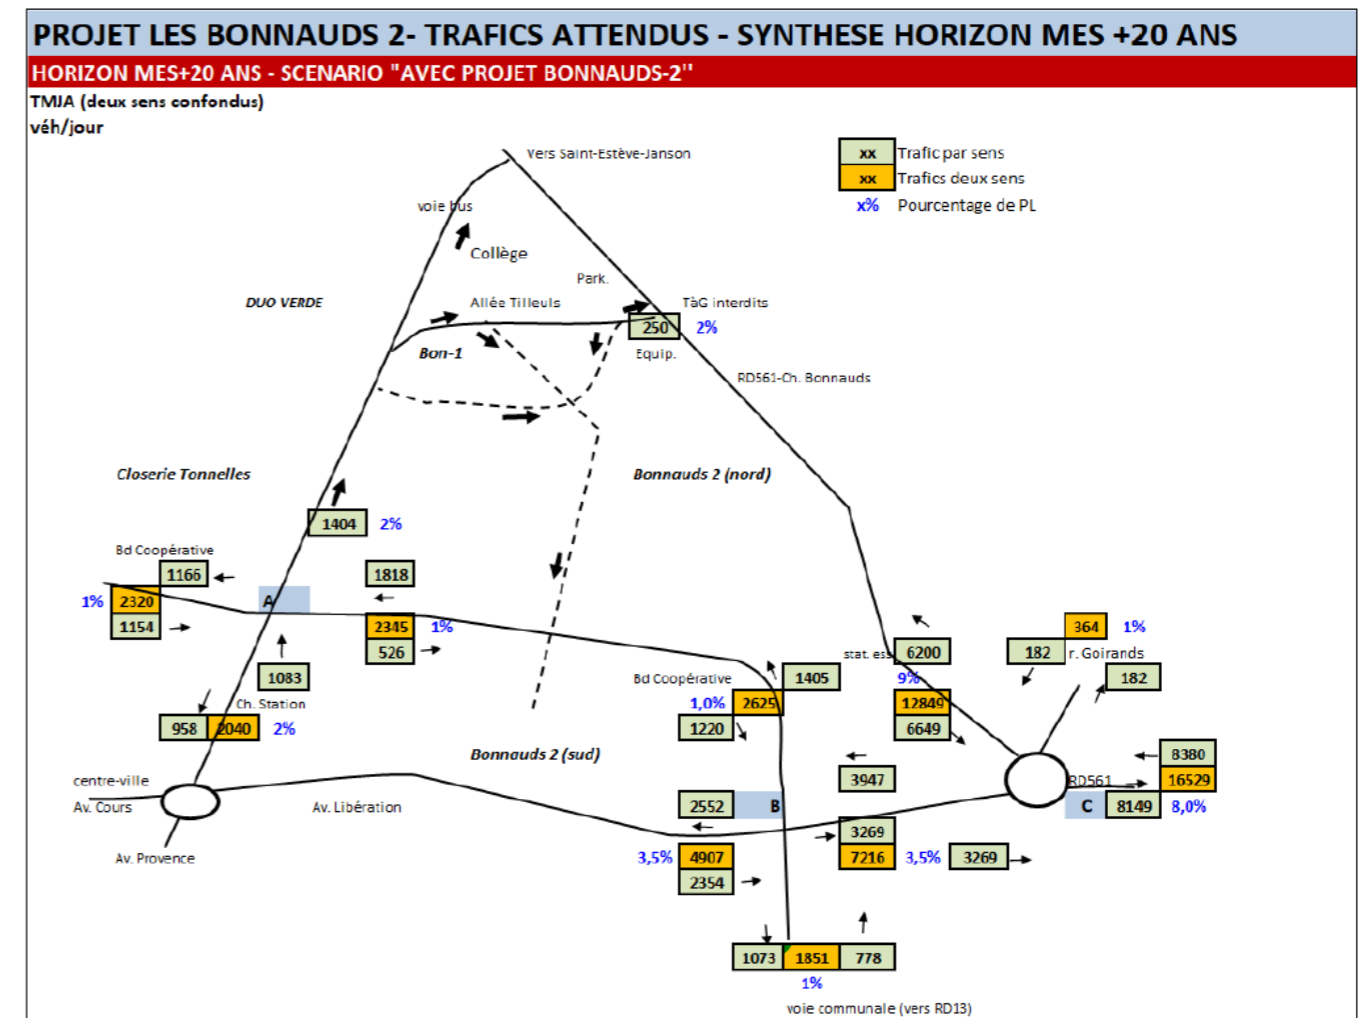 PROJET LES BONNAUDS 2- TRAFICS ATTENDUS - SYNTHESE HORIZON MES +20 ANS
HORIZON MES+20 ANS - SCENARIO "AVEC PROJET BONNAUDS-2"
TMJA (deux sens confondus)
véh/jour
Vers Saint-Estève-Janson
xx Trafic par sens
xx Trafics deux sens
x% Pourcentage de PL
voie bus
Collège
Park.
DUO VERDE
Allée Tilleuls
TàG interdits
250 2%
Bon-1
Equip.
RD561-Ch. Bonnauds
Closerie Tonnelles
Bonnauds 2 (nord)
1404 2%
Bd Coopérative
1166
1818
1% 2320
A
2345 1%
1154
526
364 1%
stat. ess
6200
182
r. Goirands
1083
Bd Coopérative
1405
9%
182
Ch. Station
1,0% 2625
12849
958 2040 2%
1220
6649
Bonnauds 2 (sud)
8380
centre-ville
3947
RD561
16529
Av. Cours
Av. Libération
2552
B
C
8149 8,0%
3269
Av. Provence
3,5% 4907
7216 3,5% 3269
2354
1073 1851 778
1%
voie communale (vers RD13)